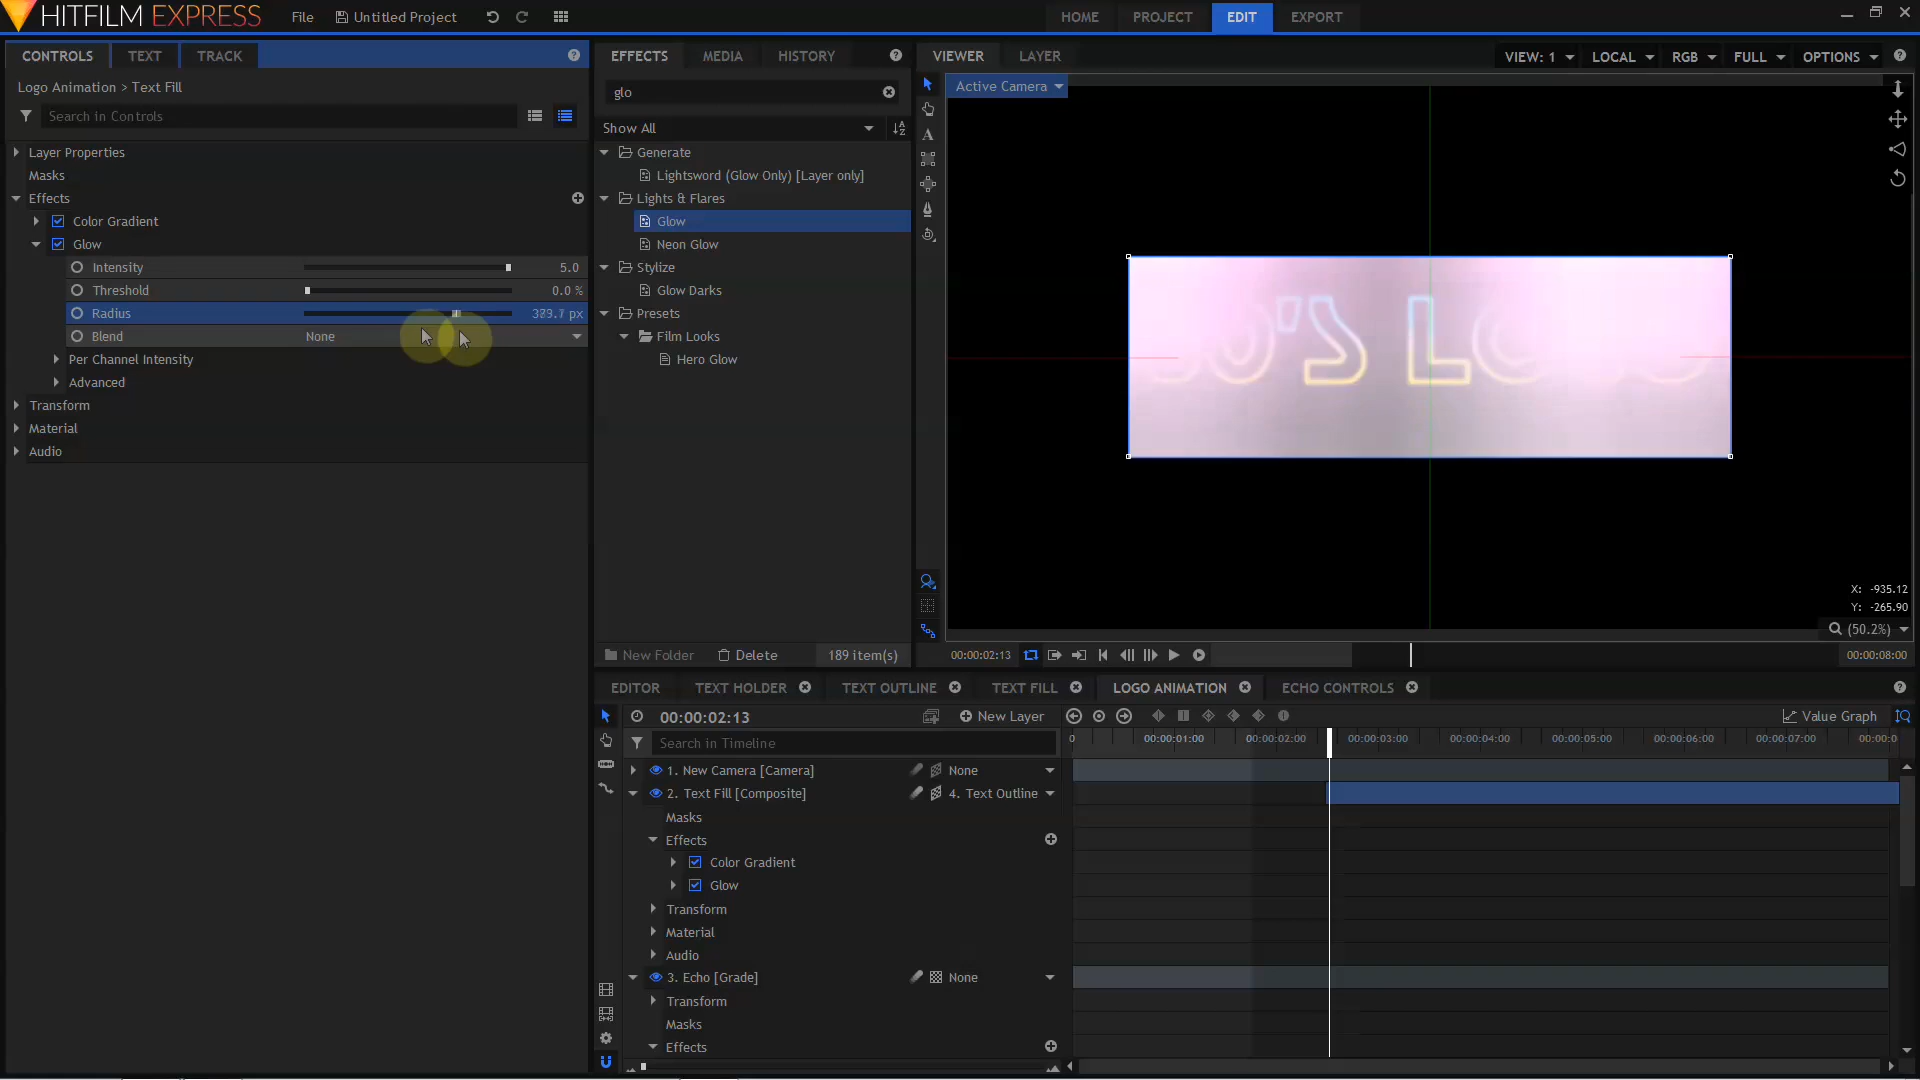 HITFILM EXPRESS
File
Untitled Project
HOME
PROJECT
EDIT
EXPORT
CONTROLS
TEXT
TRACK
Logo Animation > Text Fill
Search in Controls
Layer Properties
Masks
Effects
Color Gradient
Glow
Intensity 5.0
Threshold 0.0 %
Radius
Blend None
Per Channel Intensity
Advanced
Transform
Material
Audio
EFFECTS
MEDIA
HISTORY
glo
Show All
Generate
Lightsword (Glow Only) [Layer only]
Lights & Flares
Glow
Neon Glow
Stylize
Glow Darks
Presets
Film Looks
Hero Glow
New Folder
Delete
189 item(s)
VIEWER
LAYER
VIEW: 1
LOCAL
RGB
FULL
OPTIONS
Active Camera
X: -935.12
Y: -265.90
(50.2%)
00:00:02:13
00:00:08:00
EDITOR
TEXT HOLDER
TEXT OUTLINE
TEXT FILL
LOGO ANIMATION
ECHO CONTROLS
00:00:02:13
New Layer
Value Graph
Search in Timeline
0
00:00:01:00
00:00:02:00
00:00:03:00
00:00:04:00
00:00:05:00
00:00:06:00
00:00:07:00
00:00:0
1. New Camera [Camera] None
2. Text Fill [Composite] 4. Text Outline
Masks
Effects
Color Gradient
Glow
Transform
Material
Audio
3. Echo [Grade] None
Transform
Masks
Effects